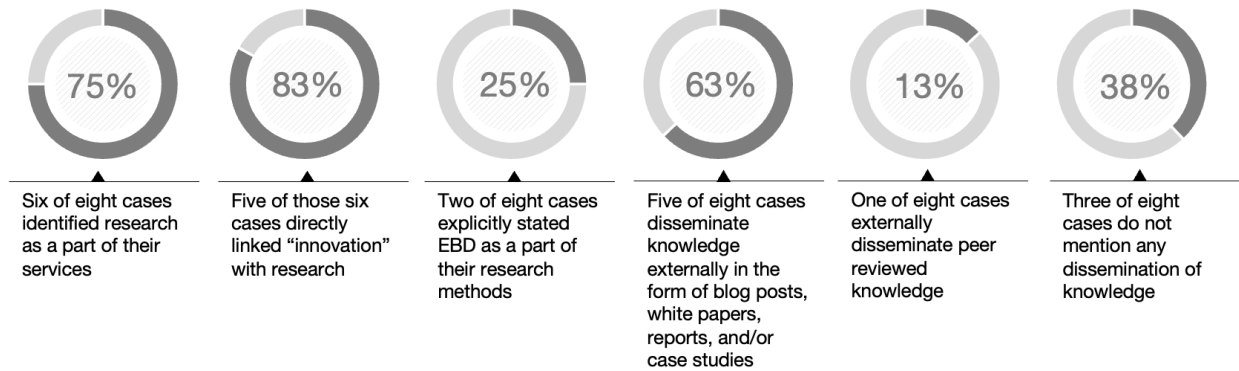 75%
Six of eight cases
identified research
as a part of their
services
83%
Five of those six
cases directly
linked “innovation”
with research
25%
Two of eight cases
explicitly stated
EBD as a part of
their research
methods
63%
Five of eight cases
disseminate
knowledge
externally in the
form of blog posts,
white papers,
reports, and/or
case studies
13%
One of eight cases
externally
disseminate peer
reviewed
knowledge
38%
Three of eight
cases do not
mention any
dissemination of
knowledge